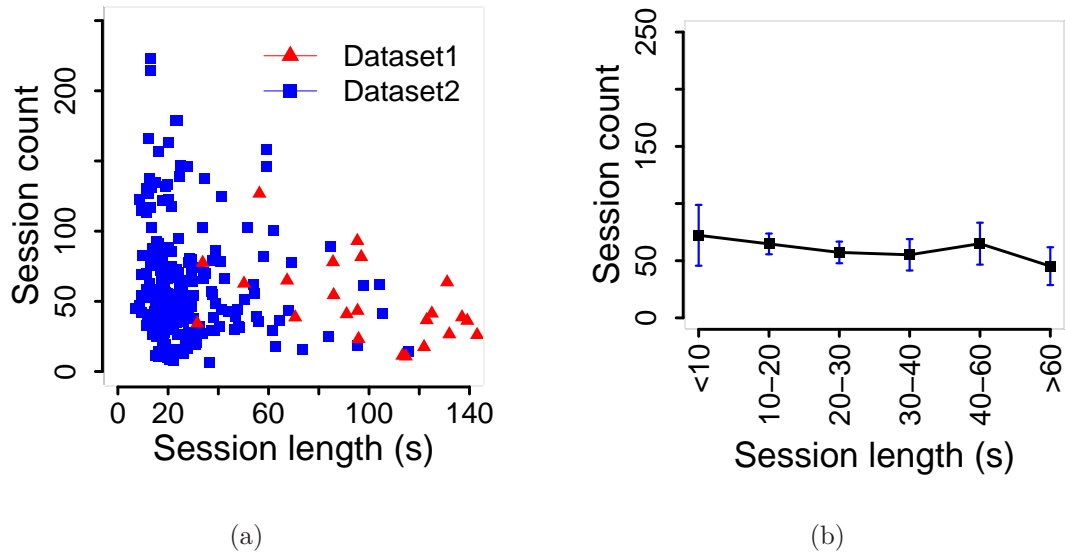 Session count
0 50 100 200
Dataset1
Dataset2
0 20 60 100 140
Session length (s)
(a)
Session count
0 50 150 250
<10 10−20 20−30 30−40 40−60 >60
Session length (s)
(b)